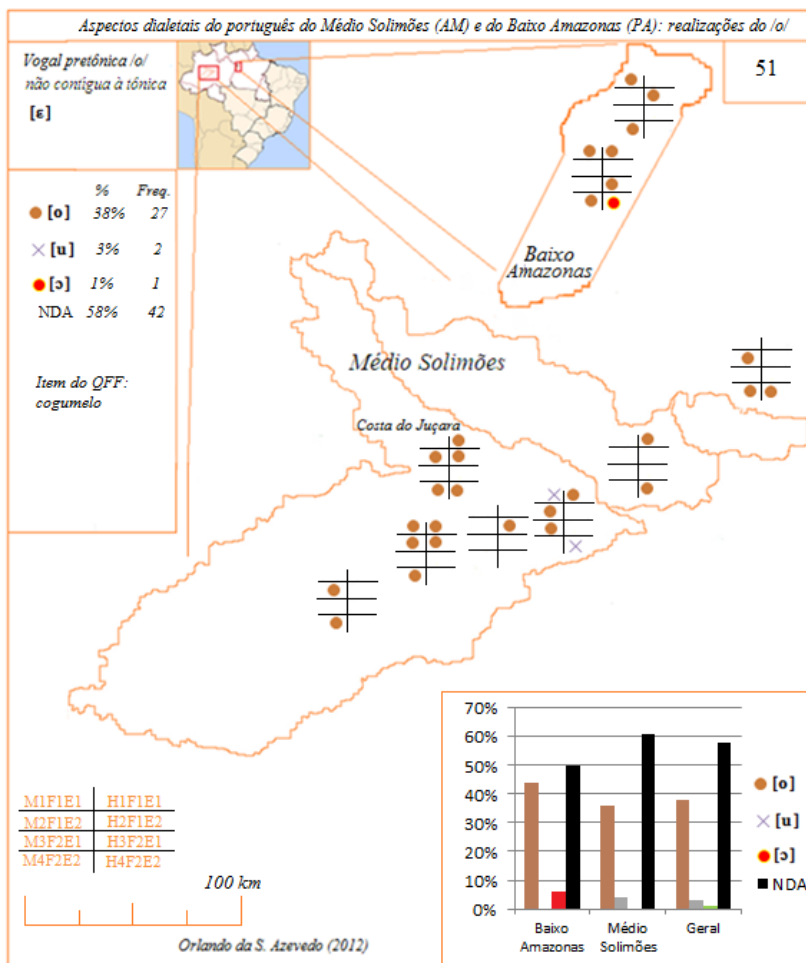 Aspectos dialetais do português do Médio Solimões (AM) e do Baixo Amazonas (PA): realizações do /o/
Vogal pretônica /o/
não contígua à tônica
[ɛ]
51
% Freq.
[o] 38% 27
[u] 3% 2
[ɔ] 1% 1
NDA 58% 42
Item do QFF:
cogumelo
Baixo
Amazonas
Médio Solimões
Costa do Juçara
M1F1E1 H1F1E1
M2F1E2 H2F1E2
M3F2E1 H3F2E1
M4F2E2 H4F2E2
100 km
Orlando da S. Azevedo (2012)
70%
60%
50%
40%
30%
20%
10%
0%
Baixo
Amazonas
Médio
Solimões
Geral
[o]
[u]
[ɔ]
NDA